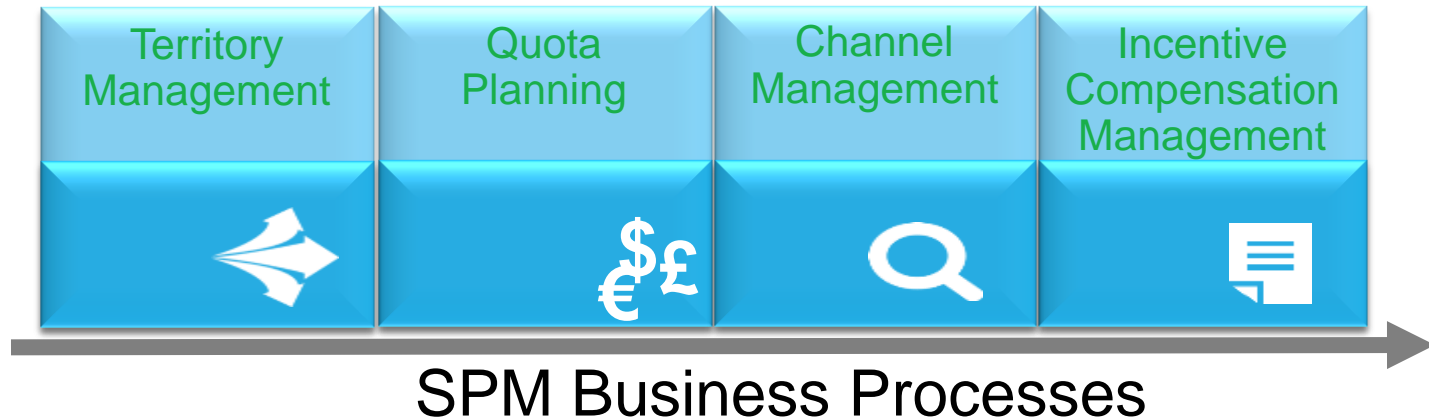 Territory
Management
Quota
Planning
Channel
Management
Incentive
Compensation
Management
$
£
€
SPM Business Processes